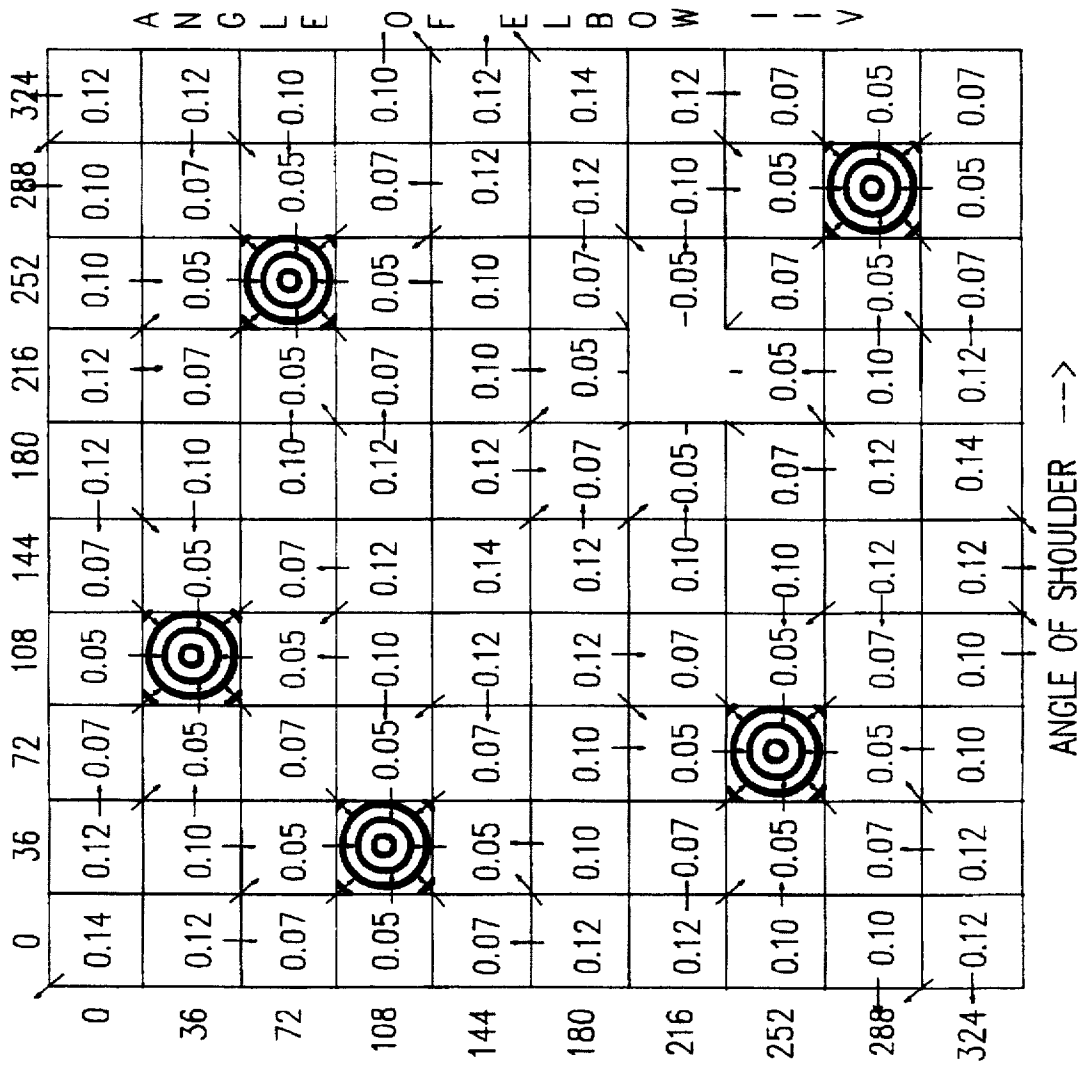 0 36 72 108 144 180 216 252 288 324
0 0.14 0.12 0.07 0.05 0.07 0.12 0.12 0.10 0.10 0.12
36 0.12 0.10 0.05 0.05 0.10 0.07 0.05 0.07 0.12
72 0.07 0.05 0.07 0.05 0.07 0.10 0.05 0.05 0.10
108 0.05 0.05 0.10 0.12 0.12 0.07 0.05 0.07 0.10
144 0.07 0.05 0.07 0.12 0.14 0.12 0.10 0.10 0.12 0.12
180 0.12 0.10 0.10 0.12 0.12 0.07 0.05 0.07 0.12 0.14
216 0.12 0.07 0.05 0.07 0.10 0.05 0.05 0.10 0.12
252 0.10 0.05 0.05 0.10 0.07 0.05 0.07 0.05 0.07
288 0.10 0.07 0.05 0.07 0.12 0.12 0.10 0.05 0.05
324 0.12 0.12 0.10 0.10 0.12 0.14 0.12 0.07 0.05 0.07
ANGLE OF SHOULDER --->
ANGLE OF ELBOW | | V